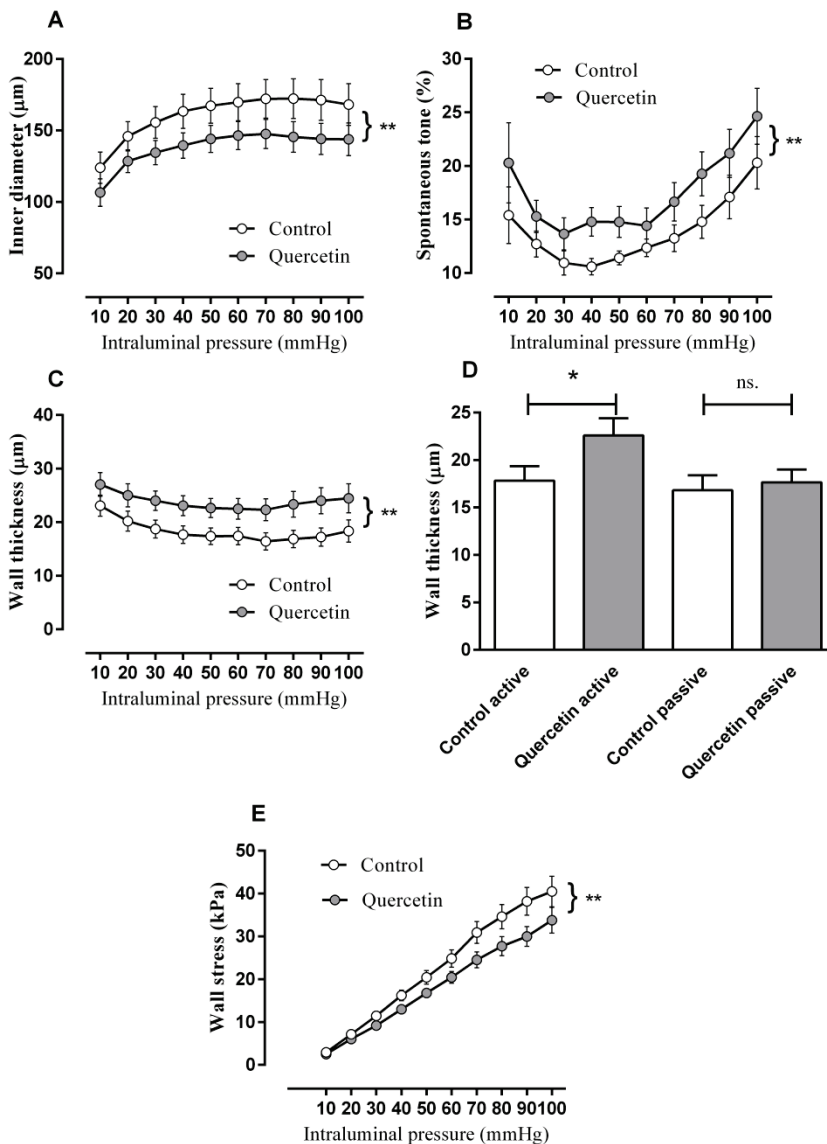 A
200
150
100
50
Inner diameter (μm)
**
Control
Quercetin
10 20 30 40 50 60 70 80 90 100
Intraluminal pressure (mmHg)
B
30
25
20
15
10
Spontaneous tone (%)
Control
Quercetin
**
10 20 30 40 50 60 70 80 90 100
Intraluminal pressure (mmHg)
C
40
30
20
10
0
Wall thickness (μm)
**
Control
Quercetin
10 20 30 40 50 60 70 80 90 100
Intraluminal pressure (mmHg)
D
*
ns.
25
20
15
10
5
0
Wall thickness (μm)
Control active
Quercetin active
Control passive
Quercetin passive
E
50
40
30
20
10
0
Wall stress (kPa)
Control
Quercetin
**
10 20 30 40 50 60 70 80 90 100
Intraluminal pressure (mmHg)